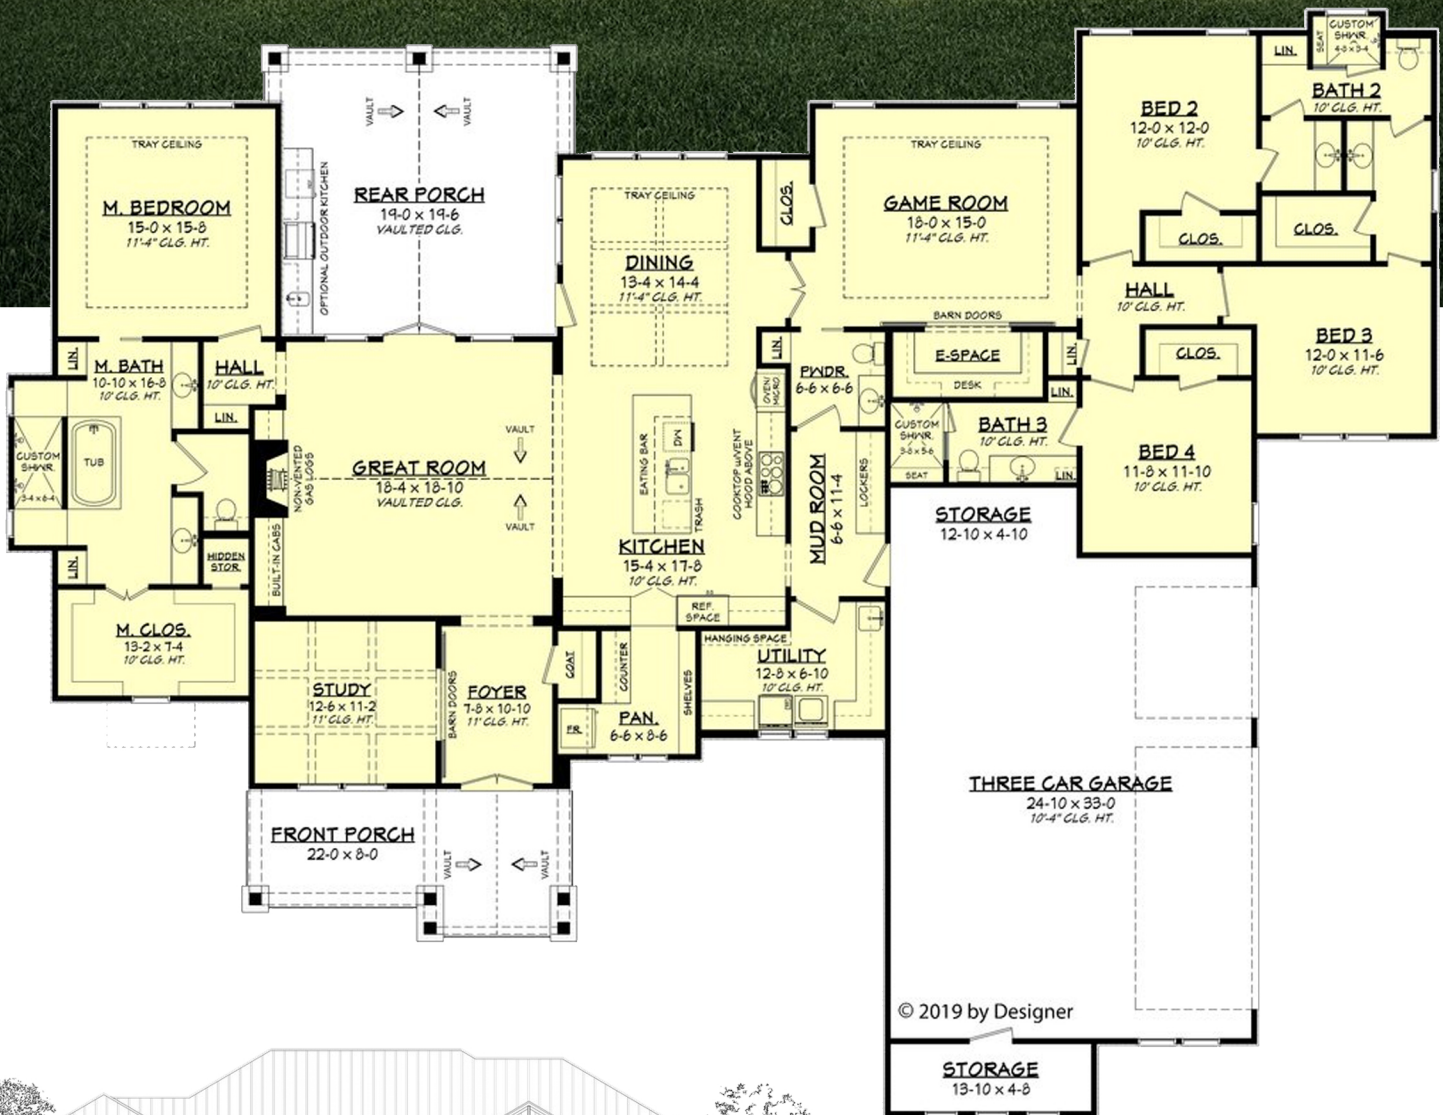 CUSTOM
SHWR.
4-8 x 3-4
SEAT
LIN.
BATH 2
10' CLG. HT.
BED 2
12-0 x 12-0
10' CLG. HT.
CLOS.
CLOS.
VAULT
VAULT
TRAY CEILING
M. BEDROOM
15-0 x 15-8
11'-4" CLG. HT.
REAR PORCH
19-0 x 19-6
VAULTED CLG.
OPTIONAL OUTDOOR KITCHEN
TRAY CEILING
DINING
13-4 x 14-4
11'-4" CLG. HT.
CLOS.
TRAY CEILING
GAME ROOM
18-0 x 15-0
11'-4" CLG. HT.
BARN DOORS
HALL
10' CLG. HT.
BED 3
12-0 x 11-6
10' CLG. HT.
CLOS.
LIN.
M. BATH
10-10 x 16-8
10' CLG. HT.
HALL
10' CLG. HT.
LIN.
LIN.
PWDR.
6-6 x 6-6
E-SPACE
DESK
LIN.
LIN.
OVEN/
MICRO
CUSTOM
SHWR.
SEAT
BATH 3
10' CLG. HT.
LIN.
BED 4
11-8 x 11-10
10' CLG. HT.
CUSTOM
SHWR.
3-4 x 6-4
TUB
NON-VENTED
GAS LOGS
GREAT ROOM
18-4 x 18-10
VAULTED CLG.
VAULT
VAULT
EATING BAR
DW
TRASH
COOKTOP w/VENT
HOOD ABOVE
MUD ROOM
6-6 x 11-4
LOCKERS
STORAGE
12-10 x 4-10
KITCHEN
15-4 x 17-8
10' CLG. HT.
LIN.
HIDDEN
STOR.
BUILT-IN CABS
REF.
SPACE
M. CLOS.
13-2 x 7-4
10' CLG. HT.
STUDY
12-6 x 11-2
11' CLG. HT.
BARN DOORS
FOYER
7-8 x 10-10
11' CLG. HT.
COAT
COUNTER
SHELVES
FR.
PAN.
6-6 x 8-6
HANGING SPACE
UTILITY
12-8 x 6-10
10' CLG. HT.
THREE CAR GARAGE
24-10 x 33-0
10'-4" CLG. HT.
FRONT PORCH
22-0 x 8-0
VAULT
VAULT
© 2019 by Designer
STORAGE
13-10 x 4-8